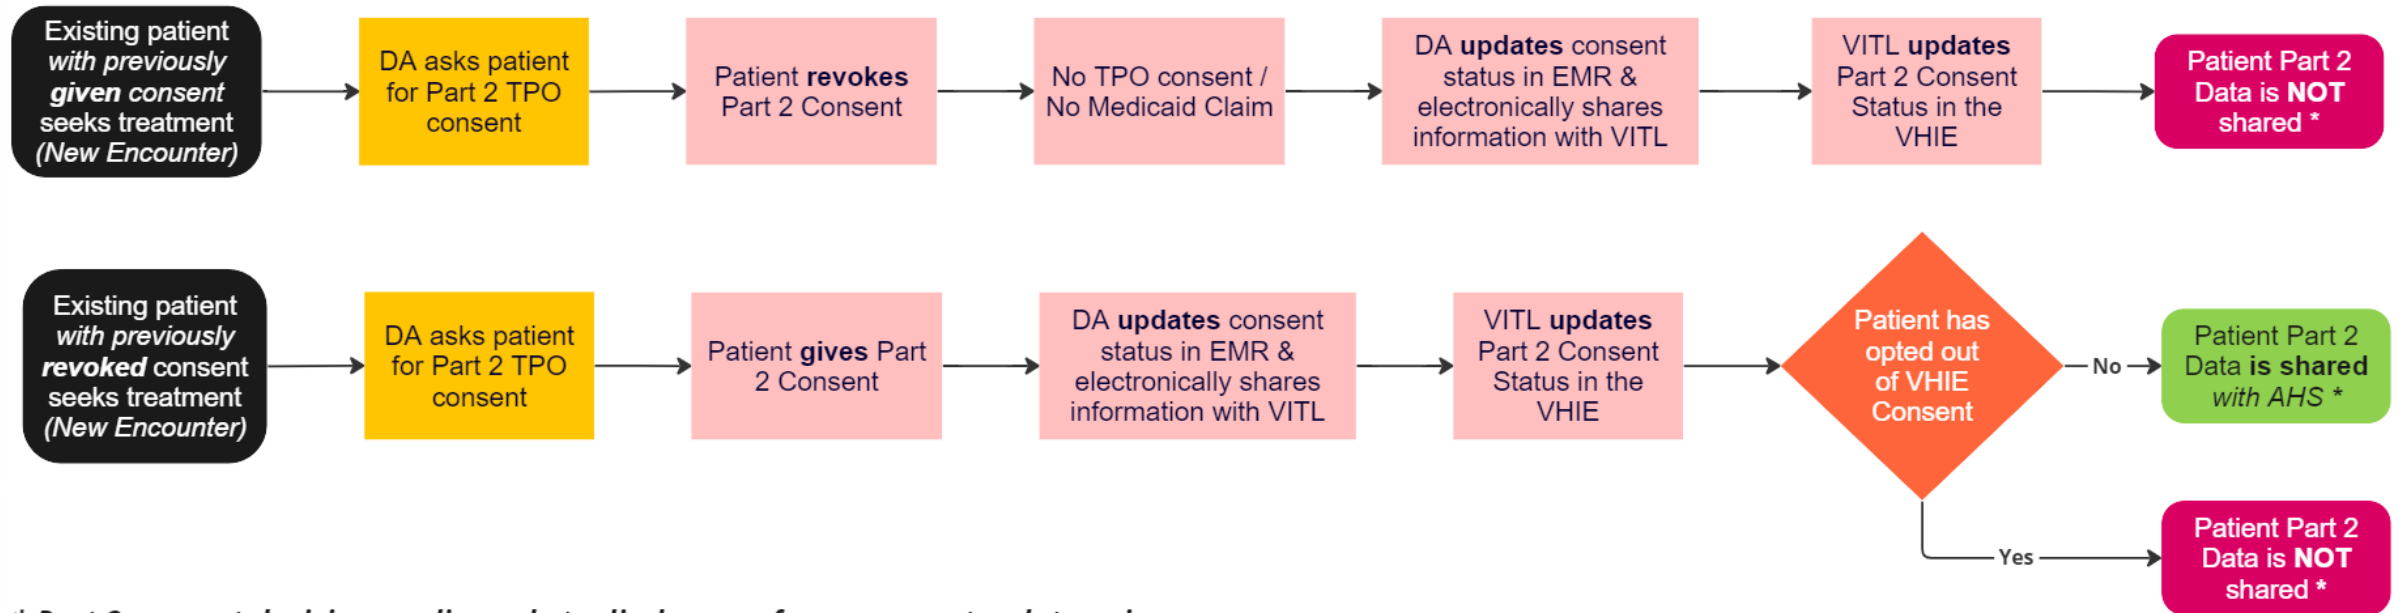 Existing patient
with previously
given consent
seeks treatment
(New Encounter)
DA asks patient
for Part 2 TPO
consent
Patient revokes
Part 2 Consent
No TPO consent /
No Medicaid Claim
DA updates consent
status in EMR &
electronically shares
information with VITL
VITL updates
Part 2 Consent
Status in the
VHIE
Patient Part 2
Data is NOT
shared *
Existing patient
with previously
revoked consent
seeks treatment
(New Encounter)
DA asks patient
for Part 2 TPO
consent
Patient gives Part
2 Consent
DA updates consent
status in EMR &
electronically shares
information with VITL
VITL updates
Part 2 Consent
Status in the
VHIE
Patient has
opted out
of VHIE
Consent
No
Patient Part 2
Data is shared
with AHS *
Yes
Patient Part 2
Data is NOT
shared *